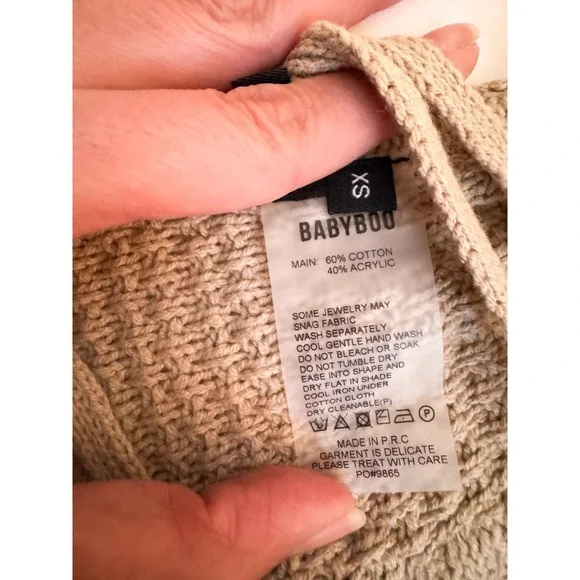 XS
BABYBOO
MAIN: 60% COTTON
40% ACRYLIC
SOME JEWELRY MAY
SNAG FABRIC
WASH SEPARATELY
COOL GENTLE HAND WASH
DO NOT BLEACH OR SOAK
DO NOT TUMBLE DRY
EASE INTO SHAPE AND
DRY FLAT IN SHADE
COOL IRON UNDER
COTTON CLOTH
DRY CLEANABLE(P)
P
MADE IN P.R.C
GARMENT IS DELICATE
PLEASE TREAT WITH CARE
PO#9865